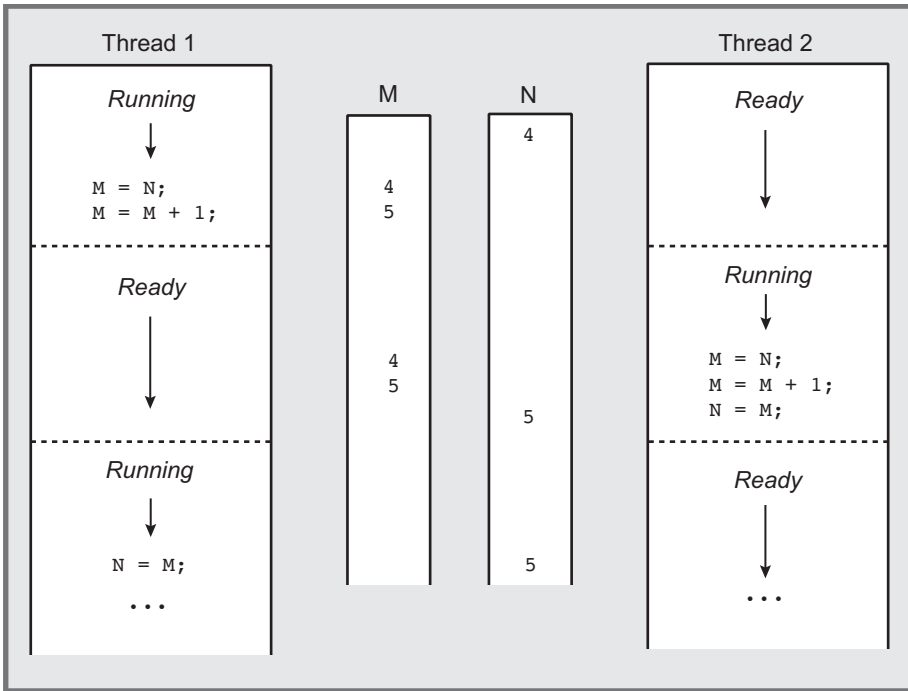 Thread 1
Running
M = N;
M = M + 1;
Ready
Running
N = M;
...
M
4
5
4
5
N
4
5
5
Thread 2
Ready
Running
M = N;
M = M + 1;
N = M;
Ready
...